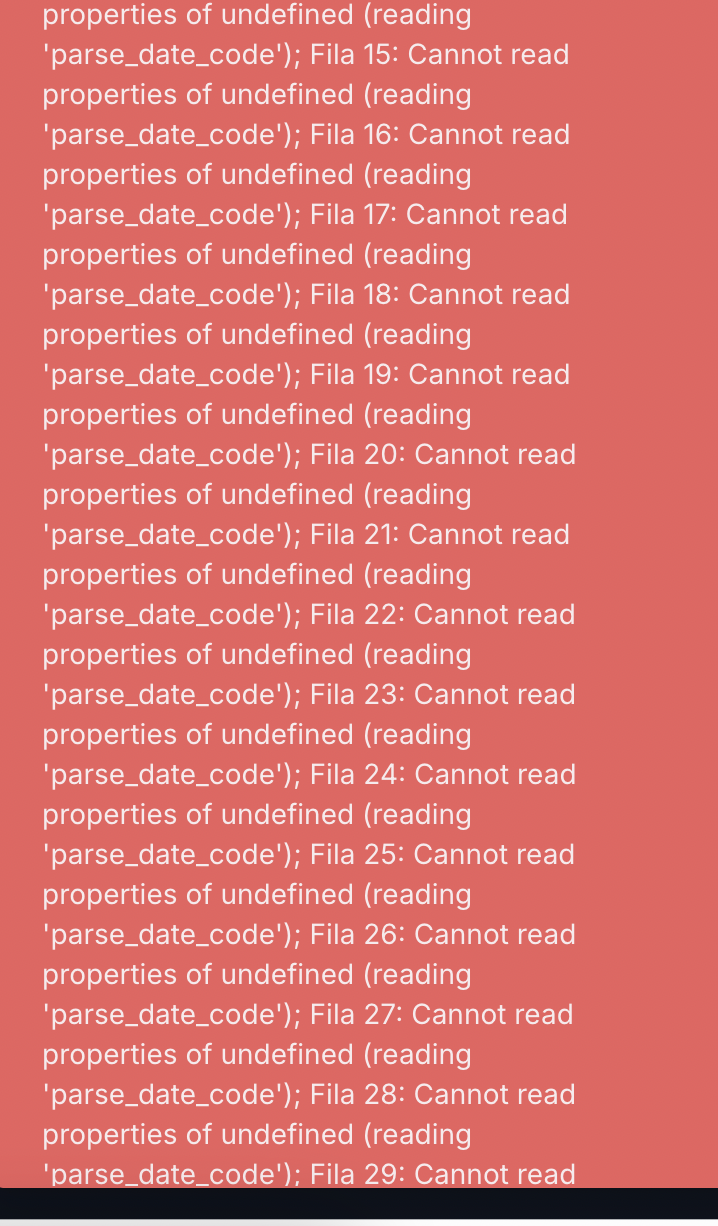 properties of undefined (reading
'parse_date_code'); Fila 15: Cannot read
properties of undefined (reading
'parse_date_code'); Fila 16: Cannot read
properties of undefined (reading
'parse_date_code'); Fila 17: Cannot read
properties of undefined (reading
'parse_date_code'); Fila 18: Cannot read
properties of undefined (reading
'parse_date_code'); Fila 19: Cannot read
properties of undefined (reading
'parse_date_code'); Fila 20: Cannot read
properties of undefined (reading
'parse_date_code'); Fila 21: Cannot read
properties of undefined (reading
'parse_date_code'); Fila 22: Cannot read
properties of undefined (reading
'parse_date_code'); Fila 23: Cannot read
properties of undefined (reading
'parse_date_code'); Fila 24: Cannot read
properties of undefined (reading
'parse_date_code'); Fila 25: Cannot read
properties of undefined (reading
'parse_date_code'); Fila 26: Cannot read
properties of undefined (reading
'parse_date_code'); Fila 27: Cannot read
properties of undefined (reading
'parse_date_code'); Fila 28: Cannot read
properties of undefined (reading
'parse_date_code'); Fila 29: Cannot read